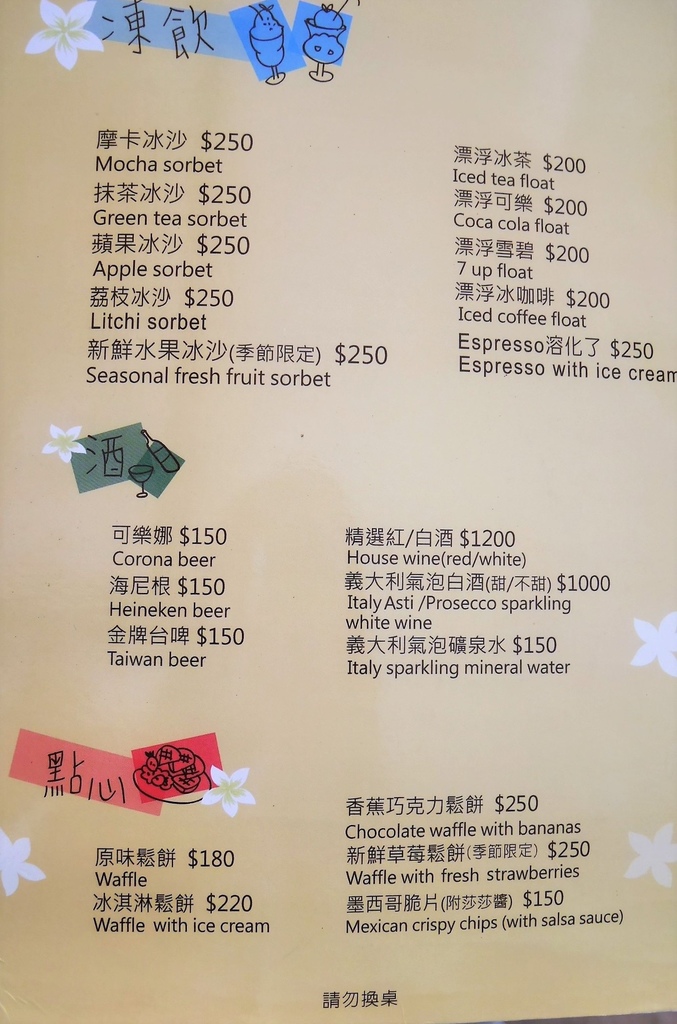 凍飲
摩卡冰沙 $250
Mocha sorbet
抹茶冰沙 $250
Green tea sorbet
蘋果冰沙 $250
Apple sorbet
荔枝冰沙 $250
Litchi sorbet
新鮮水果冰沙(季節限定) $250
Seasonal fresh fruit sorbet
漂浮冰茶 $200
Iced tea float
漂浮可樂 $200
Coca cola float
漂浮雪碧 $200
7 up float
漂浮冰咖啡 $200
Iced coffee float
Espresso溶化了 $250
Espresso with ice cream
酒
可樂娜 $150
Corona beer
海尼根 $150
Heineken beer
金牌台啤 $150
Taiwan beer
精選紅/白酒 $1200
House wine(red/white)
義大利氣泡白酒(甜/不甜) $1000
Italy Asti /Prosecco sparkling
white wine
義大利氣泡礦泉水 $150
Italy sparkling mineral water
點心
原味鬆餅 $180
Waffle
冰淇淋鬆餅 $220
Waffle with ice cream
香蕉巧克力鬆餅 $250
Chocolate waffle with bananas
新鮮草莓鬆餅(季節限定) $250
Waffle with fresh strawberries
墨西哥脆片(附莎莎醬) $150
Mexican crispy chips (with salsa sauce)
請勿換桌